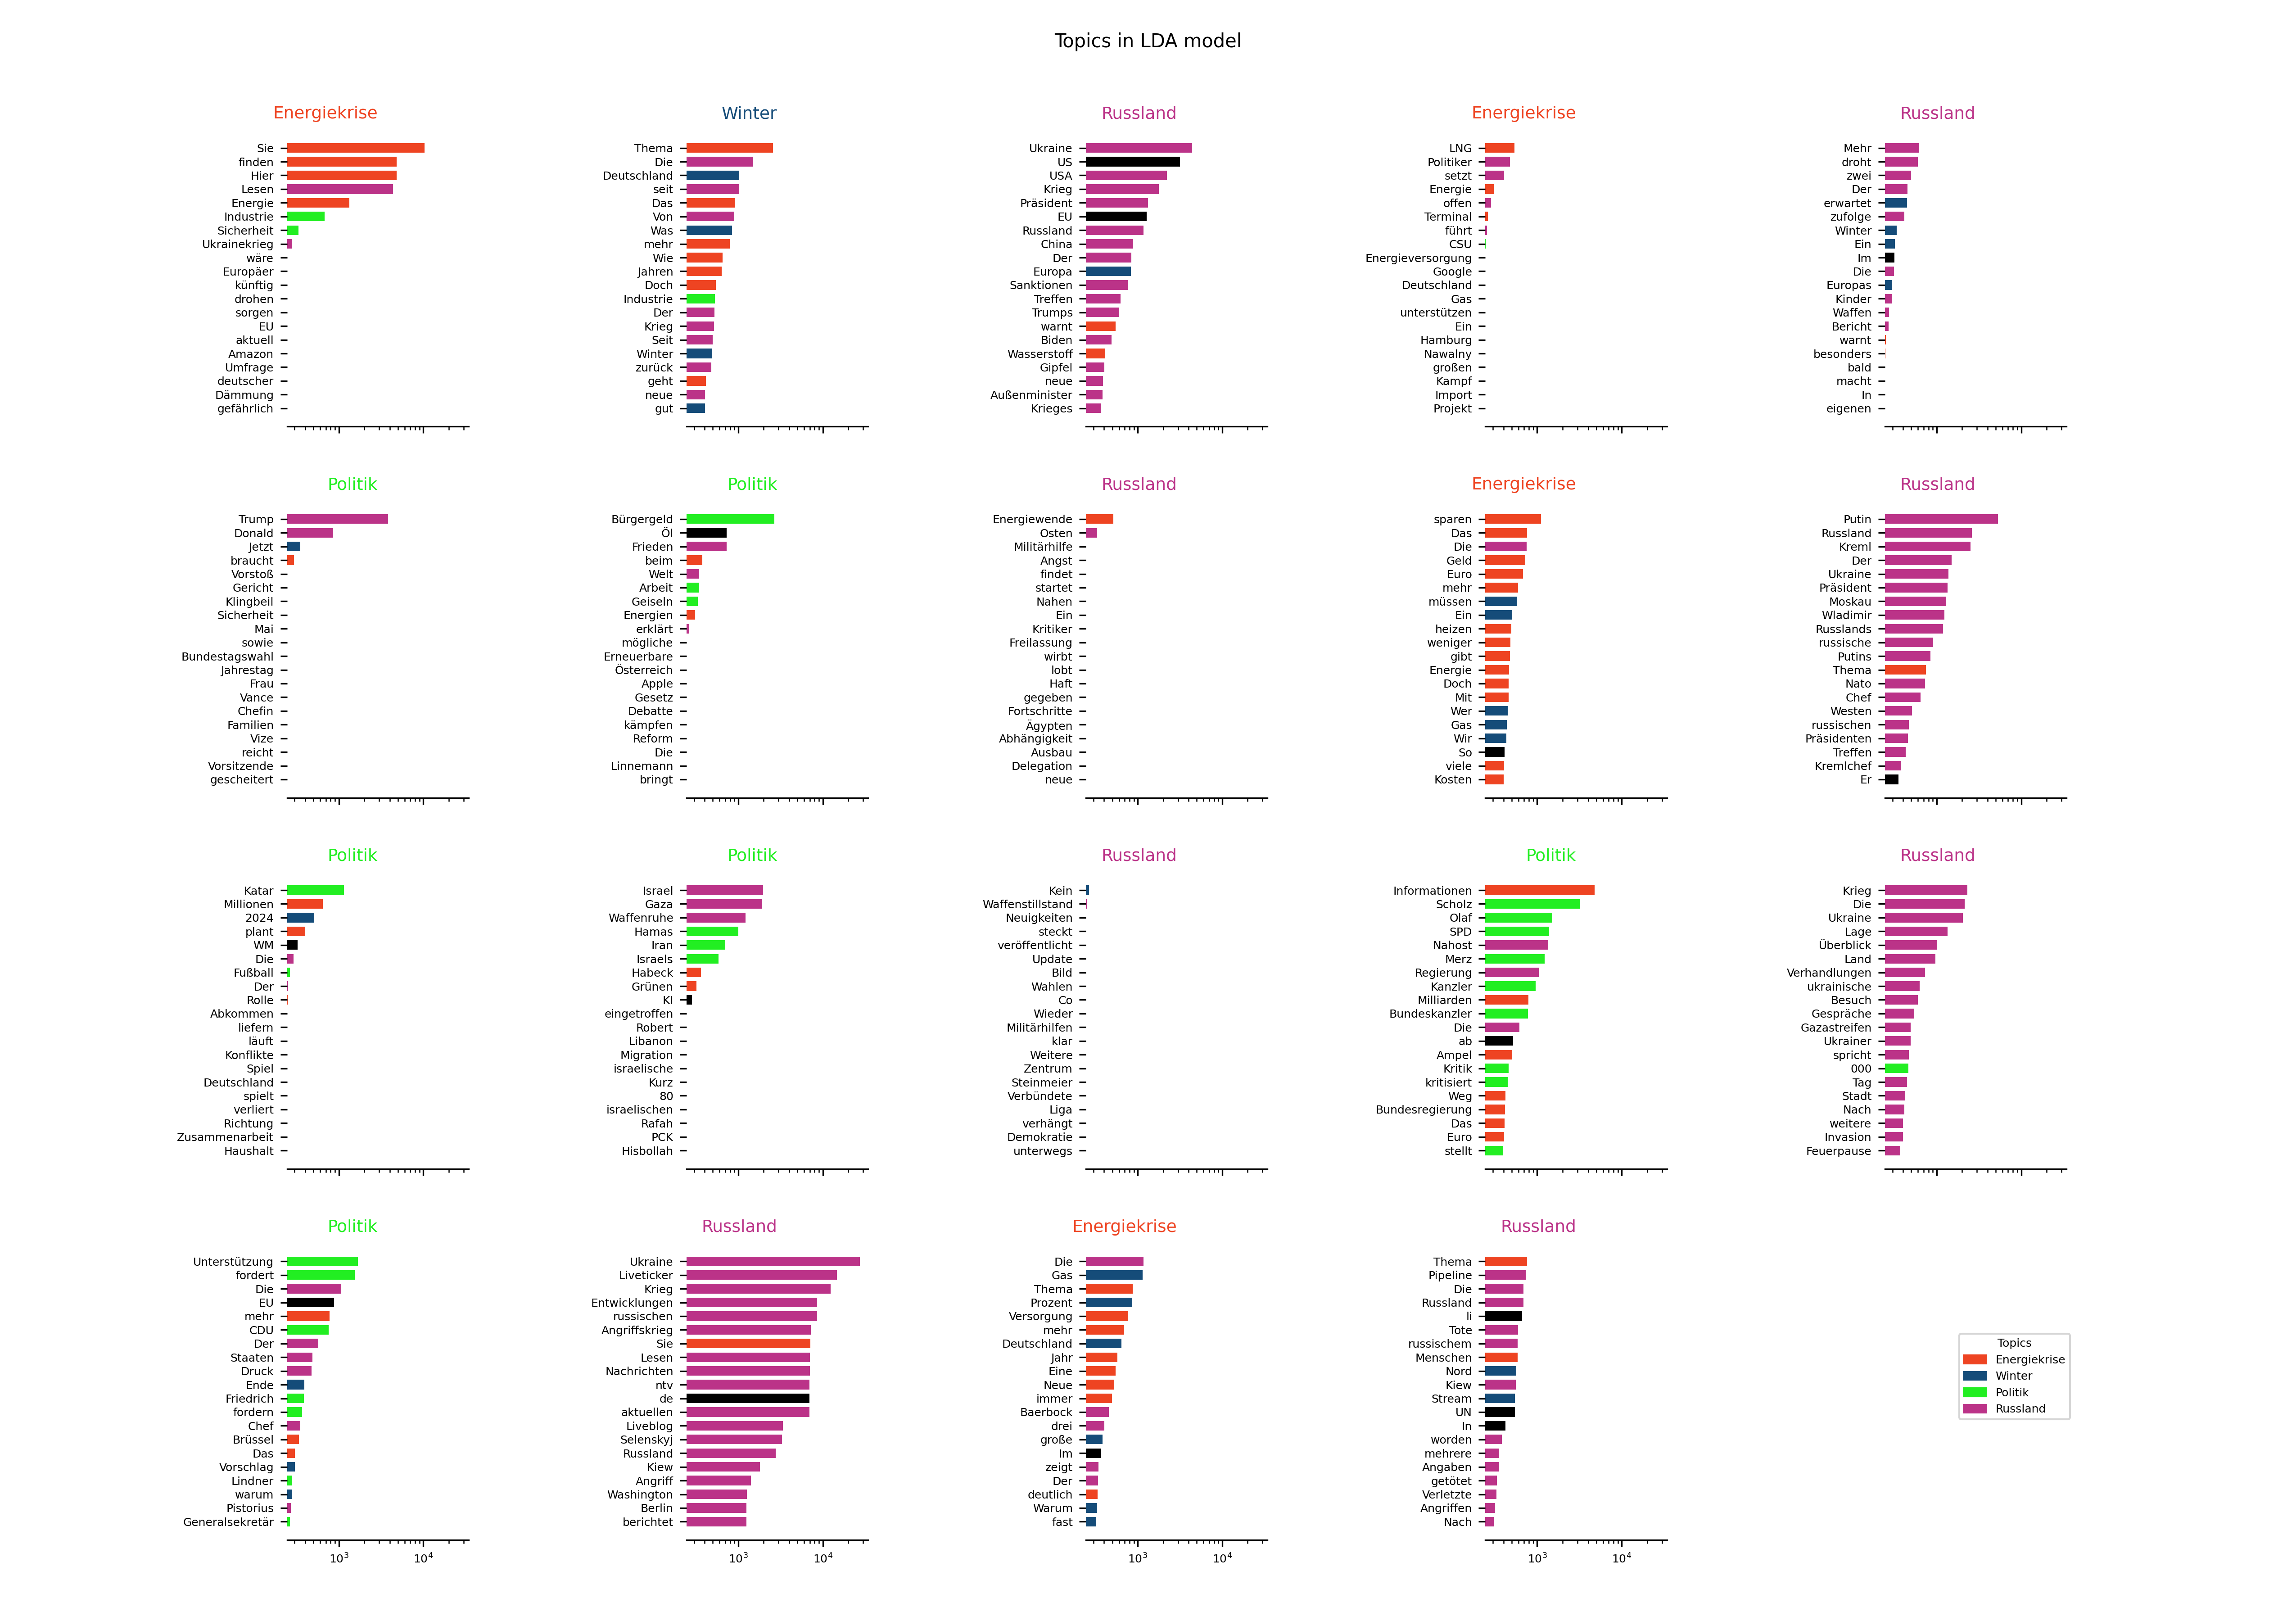 Topics in LDA model
Energiekrise
Sie
finden
Hier
Lesen
Energie
Industrie
Sicherheit
Ukrainekrieg
wäre
Europäer
künftig
drohen
sorgen
EU
aktuell
Amazon
Umfrage
deutscher
Dämmung
gefährlich
Winter
Thema
Die
Deutschland
seit
Das
Von
Was
mehr
Wie
Jahren
Doch
Industrie
Der
Krieg
Seit
Winter
zurück
geht
neue
gut
Russland
Ukraine
US
USA
Krieg
Präsident
EU
Russland
China
Der
Europa
Sanktionen
Treffen
Trumps
warnt
Biden
Wasserstoff
Gipfel
neue
Außenminister
Krieges
Energiekrise
LNG
Politiker
setzt
Energie
offen
Terminal
führt
CSU
Energieversorgung
Google
Deutschland
Gas
unterstützen
Ein
Hamburg
Nawalny
großen
Kampf
Import
Projekt
Russland
Mehr
droht
zwei
Der
erwartet
zufolge
Winter
Ein
Im
Die
Europas
Kinder
Waffen
Bericht
warnt
besonders
bald
macht
In
eigenen
Politik
Trump
Donald
Jetzt
braucht
Vorstoß
Gericht
Klingbeil
Sicherheit
Mai
sowie
Bundestagswahl
Jahrestag
Frau
Vance
Chefin
Familien
Vize
reicht
Vorsitzende
gescheitert
Politik
Bürgergeld
Öl
Frieden
beim
Welt
Arbeit
Geiseln
Energien
erklärt
mögliche
Erneuerbare
Österreich
Apple
Gesetz
Debatte
kämpfen
Reform
Die
Linnemann
bringt
Russland
Energiewende
Osten
Militärhilfe
Angst
findet
startet
Nahen
Ein
Kritiker
Freilassung
wirbt
lobt
Haft
gegeben
Fortschritte
Ägypten
Abhängigkeit
Ausbau
Delegation
neue
Energiekrise
sparen
Das
Die
Geld
Euro
mehr
müssen
Ein
heizen
weniger
gibt
Energie
Doch
Mit
Wer
Gas
Wir
So
viele
Kosten
Russland
Putin
Russland
Kreml
Der
Ukraine
Präsident
Moskau
Wladimir
Russlands
russische
Putins
Thema
Nato
Chef
Westen
russischen
Präsidenten
Treffen
Kremlchef
Er
Politik
Katar
Millionen
2024
plant
WM
Die
Fußball
Der
Rolle
Abkommen
liefern
läuft
Konflikte
Spiel
Deutschland
spielt
verliert
Richtung
Zusammenarbeit
Haushalt
Politik
Israel
Gaza
Waffenruhe
Hamas
Iran
Israels
Habeck
Grünen
KI
eingetroffen
Robert
Libanon
Migration
israelische
Kurz
80
israelischen
Rafah
PCK
Hisbollah
Russland
Kein
Waffenstillstand
Neuigkeiten
steckt
veröffentlicht
Update
Bild
Wahlen
Co
Wieder
Militärhilfen
klar
Weitere
Zentrum
Steinmeier
Verbündete
Liga
verhängt
Demokratie
unterwegs
Politik
Informationen
Scholz
Olaf
SPD
Nahost
Merz
Regierung
Kanzler
Milliarden
Bundeskanzler
Die
ab
Ampel
Kritik
kritisiert
Weg
Bundesregierung
Das
Euro
stellt
Russland
Krieg
Die
Ukraine
Lage
Überblick
Land
Verhandlungen
ukrainische
Besuch
Gespräche
Gazastreifen
Ukrainer
spricht
000
Tag
Stadt
Nach
weitere
Invasion
Feuerpause
Politik
Unterstützung
fordert
Die
EU
mehr
CDU
Der
Staaten
Druck
Ende
Friedrich
fordern
Chef
Brüssel
Das
Vorschlag
Lindner
warum
Pistorius
Generalsekretär
10³ 10⁴
Russland
Ukraine
Liveticker
Krieg
Entwicklungen
russischen
Angriffskrieg
Sie
Lesen
Nachrichten
ntv
de
aktuellen
Liveblog
Selenskyj
Russland
Kiew
Angriff
Washington
Berlin
berichtet
10³ 10⁴
Energiekrise
Die
Gas
Thema
Prozent
Versorgung
mehr
Deutschland
Jahr
Eine
Neue
immer
Baerbock
drei
große
Im
zeigt
Der
deutlich
Warum
fast
10³ 10⁴
Russland
Thema
Pipeline
Die
Russland
li
Tote
russischem
Menschen
Nord
Kiew
Stream
UN
In
worden
mehrere
Angaben
getötet
Verletzte
Angriffen
Nach
10³ 10⁴
Topics
Energiekrise
Winter
Politik
Russland